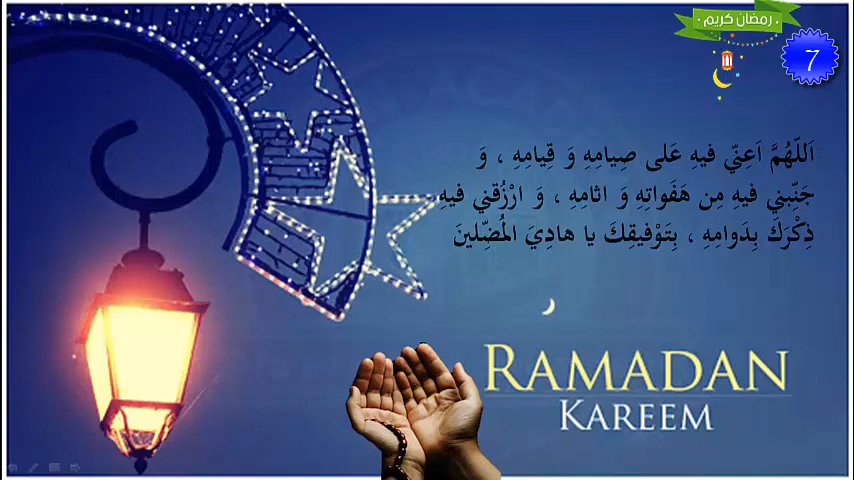 رمضان كريم
7
اَللّهُمَّ اَعِنّي فيهِ عَلى صِيامِهِ وَ قِيامِهِ ، وَ
جَنِّبني فيهِ مِن هَفَواتِهِ وَ اثامِهِ ، وَ ارْزُقني فيهِ
ذِكْرَكَ بِدَوامِهِ ، بِتَوْفيقِكَ يا هادِيَ المُضِّلينَ
RAMADAN
KAREEM